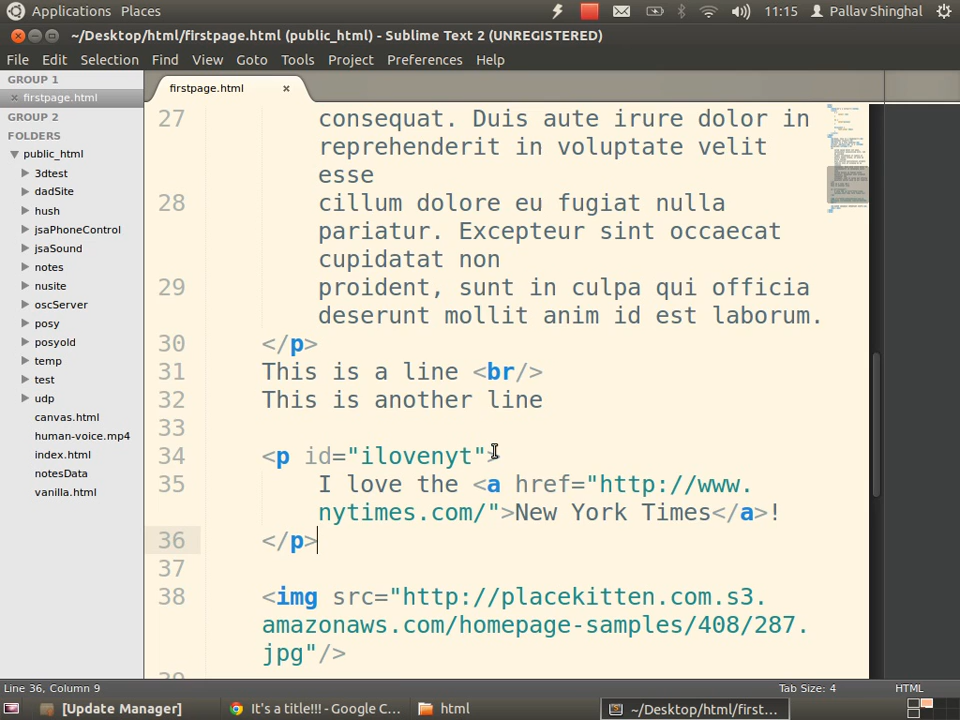 Applications Places
11:15 Pallav Shinghal
~/Desktop/html/firstpage.html (public_html) - Sublime Text 2 (UNREGISTERED)
File Edit Selection Find View Goto Tools Project Preferences Help
GROUP 1
firstpage.html
GROUP 2
FOLDERS
public_html
3dtest
dadSite
hush
jsaPhoneControl
jsaSound
notes
nusite
oscServer
posy
posyold
temp
test
udp
canvas.html
human-voice.mp4
index.html
notesData
vanilla.html
firstpage.html
27 consequat. Duis aute irure dolor in
reprehenderit in voluptate velit
esse
28 cillum dolore eu fugiat nulla
pariatur. Excepteur sint occaecat
cupidatat non
29 proident, sunt in culpa qui officia
deserunt mollit anim id est laborum.
30 </p>
31 This is a line <br/>
32 This is another line
33
34 <p id="ilovenyt">
35 I love the <a href="http://www.
nytimes.com/">New York Times</a>!
36 </p>
37
38 <img src="http://placekitten.com.s3.
amazonaws.com/homepage-samples/408/287.
jpg"/>
Line 36, Column 9
Tab Size: 4
HTML
[Update Manager]
It's a title!!! - Google C...
html
~/Desktop/html/first...